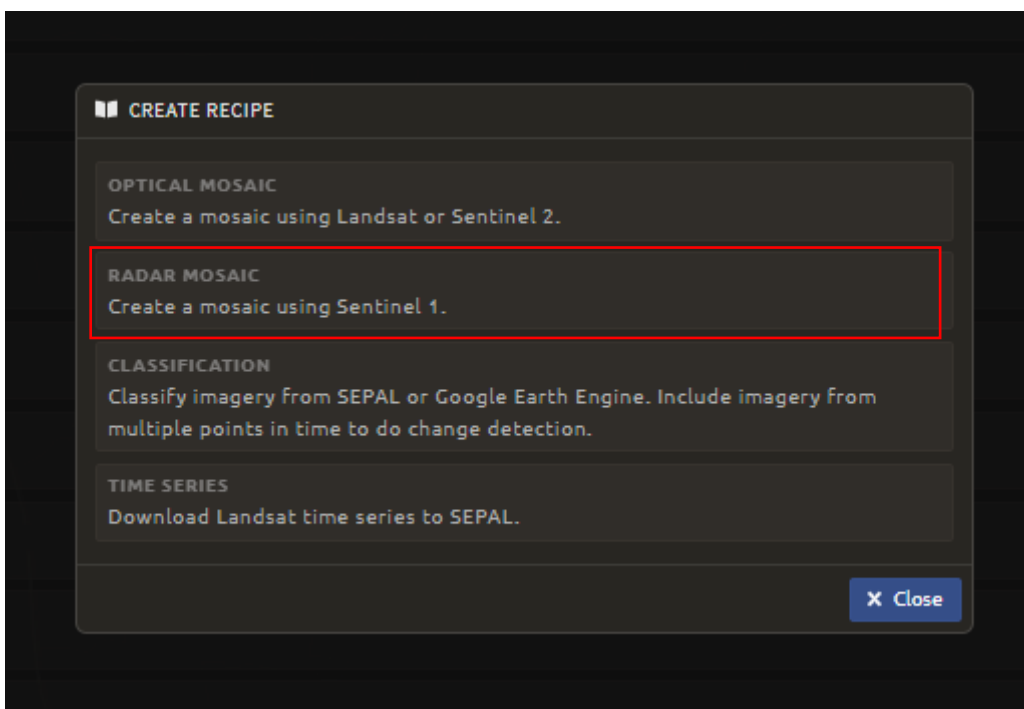 CREATE RECIPE
OPTICAL MOSAIC
Create a mosaic using Landsat or Sentinel 2.
RADAR MOSAIC
Create a mosaic using Sentinel 1.
CLASSIFICATION
Classify imagery from SEPAL or Google Earth Engine. Include imagery from
multiple points in time to do change detection.
TIME SERIES
Download Landsat time series to SEPAL.
Close